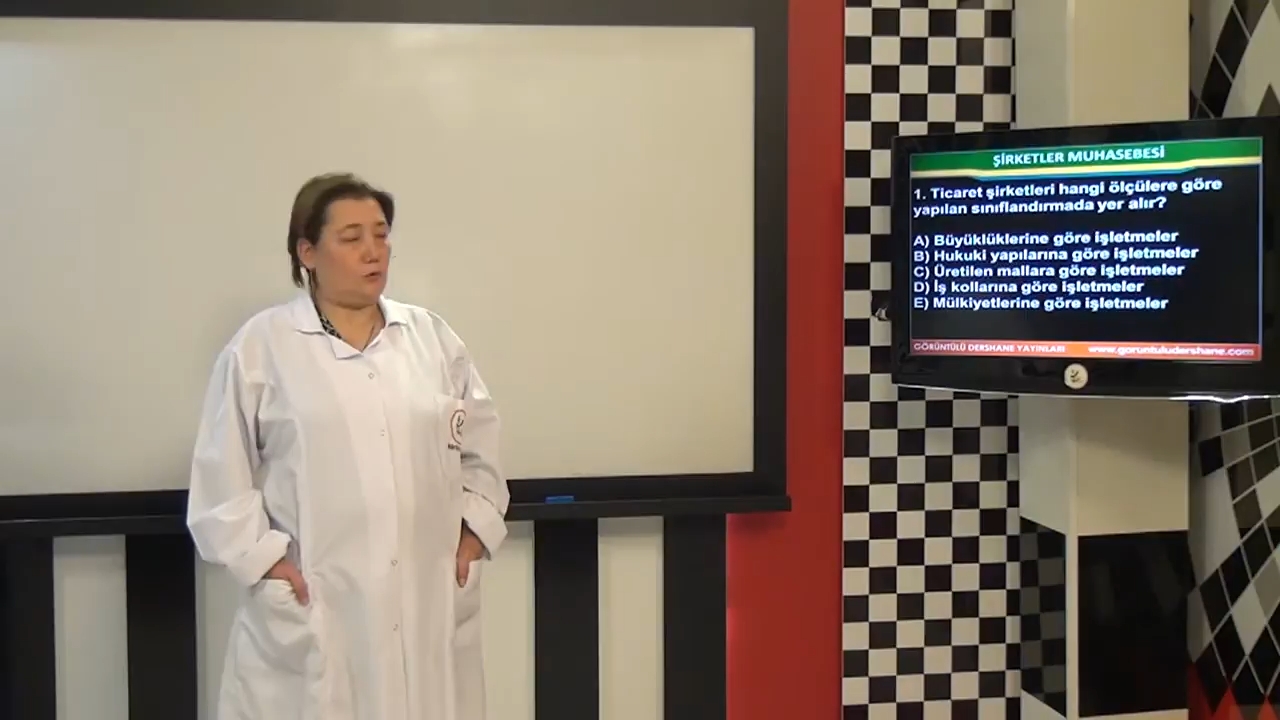 ŞİRKETLER MUHASEBESİ
1. Ticaret şirketleri hangi ölçülere göre
yapılan sınıflandırmada yer alır?
A) Büyüklüklerine göre işletmeler
B) Hukuki yapılarına göre işletmeler
C) Üretilen mallara göre işletmeler
D) İş kollarına göre işletmeler
E) Mülkiyetlerine göre işletmeler
GÖRÜNTÜLÜ DERSHANE YAYINLARI www.goruntuludershane.com